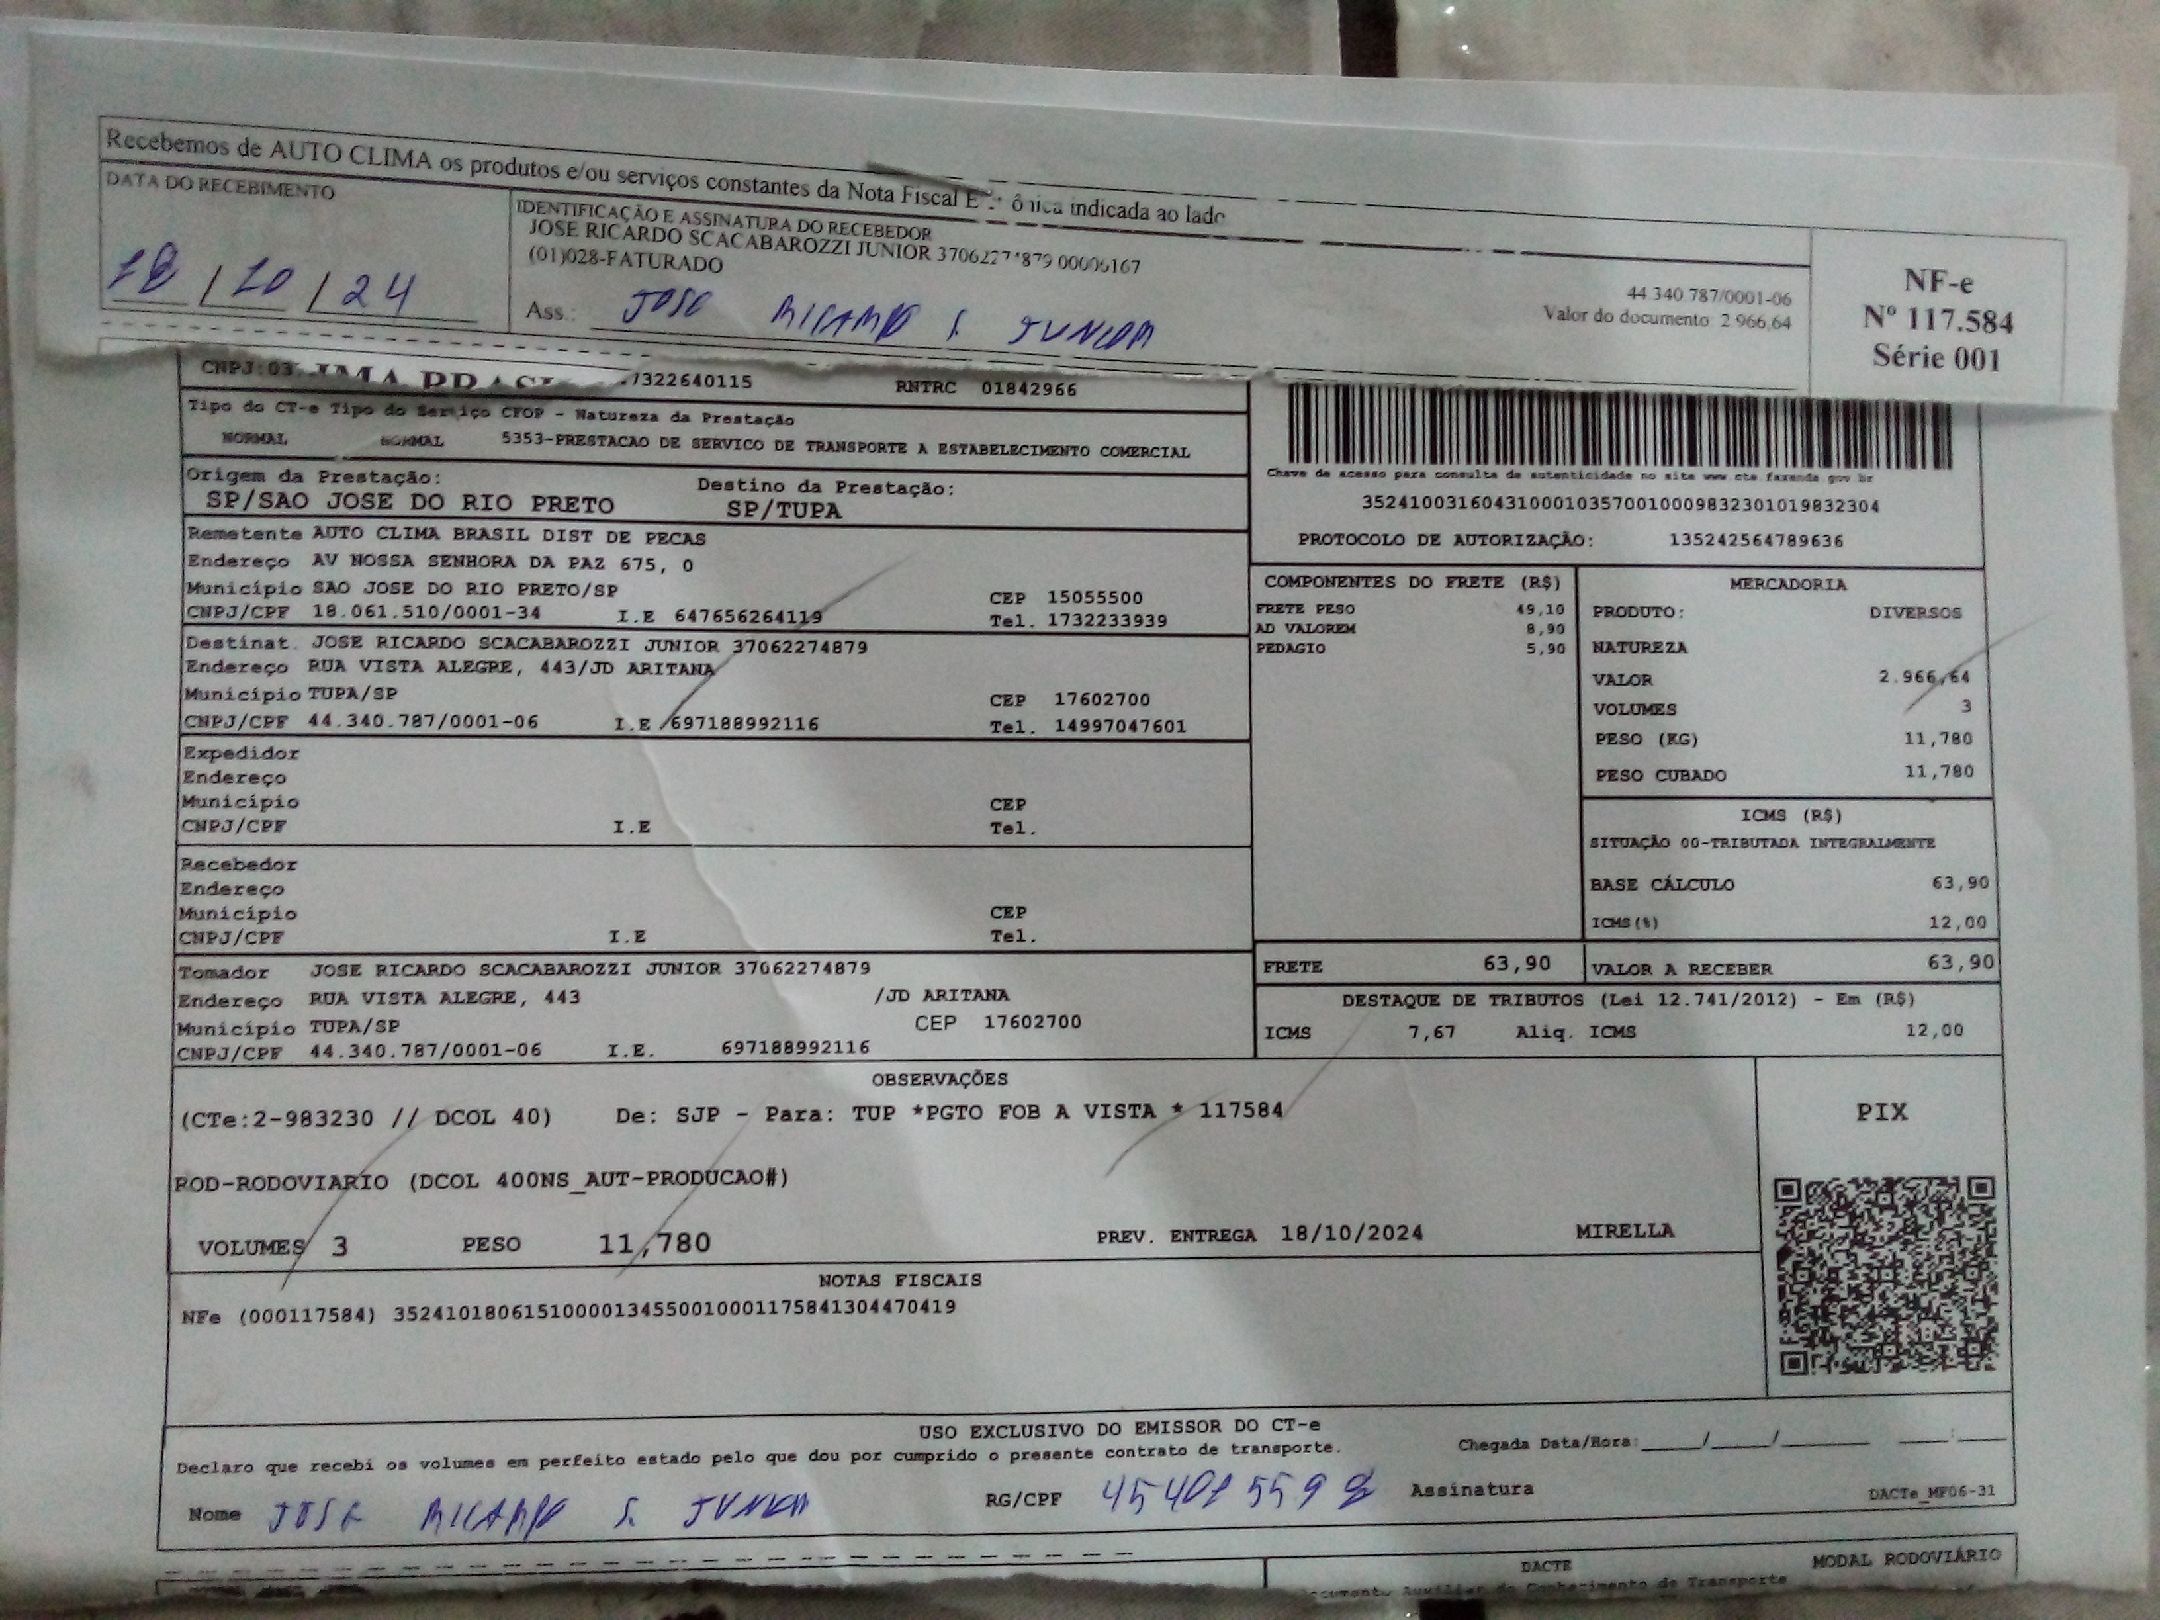 Recebemos de AUTO CLIMA os produtos e/ou serviços constantes da Nota Fiscal indicada ao lado
DATA DO RECEBIMENTO
18/10/24
IDENTIFICAÇÃO E ASSINATURA DO RECEBEDOR
JOSE RICARDO SCACABAROZZI JUNIOR
(01)028-FATURADO
Ass.: JOSE RICARDO S. JUNIOR
44 340 787/0001-06
Valor do documento 2 966,64
NF-e
Nº 117.584
Série 001
CNPJ:03 7322640115 RNTRC 01842966
Tipo do CT-e Tipo do Serviço CFOP - Natureza da Prestação
NORMAL NORMAL 5353-PRESTACAO DE SERVICO DE TRANSPORTE A ESTABELECIMENTO COMERCIAL
Origem da Prestação: Destino da Prestação:
SP/SAO JOSE DO RIO PRETO SP/TUPA
Remetente AUTO CLIMA BRASIL DIST DE PECAS
Endereço AV NOSSA SENHORA DA PAZ 675, 0
Município SAO JOSE DO RIO PRETO/SP CEP 15055500
CNPJ/CPF 18.061.510/0001-34 I.E 647656264119 Tel. 1732233939
Destinat. JOSE RICARDO SCACABAROZZI JUNIOR 37062274879
Endereço RUA VISTA ALEGRE, 443/JD ARITANA
Município TUPA/SP CEP 17602700
CNPJ/CPF 44.340.787/0001-06 I.E 697188992116 Tel. 14997047601
Expedidor
Endereço
Município CEP
CNPJ/CPF I.E Tel.
Recebedor
Endereço
Município CEP
CNPJ/CPF I.E Tel.
Tomador JOSE RICARDO SCACABAROZZI JUNIOR 37062274879
Endereço RUA VISTA ALEGRE, 443 /JD ARITANA
Município TUPA/SP CEP 17602700
CNPJ/CPF 44.340.787/0001-06 I.E. 697188992116
Chave de acesso para consulta de autenticidade no site www cte fazenda gov br
35241003160431000103570010009832301019832304
PROTOCOLO DE AUTORIZAÇÃO: 135242564789636
COMPONENTES DO FRETE (R$)
FRETE PESO 49,10
AD VALOREM 8,90
PEDAGIO 5,90
MERCADORIA
PRODUTO: DIVERSOS
NATUREZA
VALOR 2.966,64
VOLUMES 3
PESO (KG) 11,780
PESO CUBADO 11,780
ICMS (R$)
SITUAÇÃO 00-TRIBUTADA INTEGRALMENTE
BASE CÁLCULO 63,90
ICMS(%) 12,00
FRETE 63,90 VALOR A RECEBER 63,90
DESTAQUE DE TRIBUTOS (Lei 12.741/2012) - Em (R$)
ICMS 7,67 Aliq. ICMS 12,00
OBSERVAÇÕES
(CTe:2-983230 // DCOL 40) De: SJP - Para: TUP *PGTO FOB A VISTA * 117584
ROD-RODOVIARIO (DCOL 400NS_AUT-PRODUCAO#)
VOLUMES 3 PESO 11,780 PREV. ENTREGA 18/10/2024 MIRELLA
PIX
NOTAS FISCAIS
NFe (000117584) 35241018061510000134550010001175841304470419
USO EXCLUSIVO DO EMISSOR DO CT-e
Declaro que recebi os volumes em perfeito estado pelo que dou por cumprido o presente contrato de transporte. Chegada Data/Hora:
Nome JOSE RICARDO S. JUNIOR RG/CPF Assinatura
DACTe_MF06-31
DACTE MODAL RODOVIÁRIO